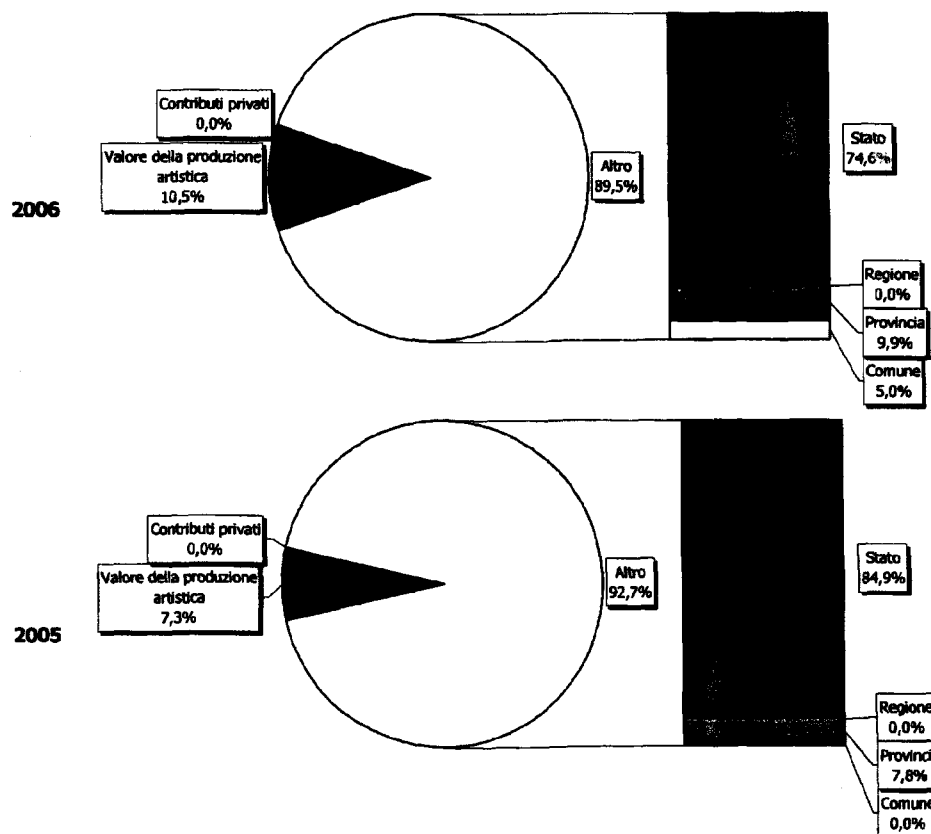 Contributi privati
0,0%
Valore della produzione
artistica
10,5%
2006
Altro
89,5%
Stato
74,6%
Regione
0,0%
Provincia
9,9%
Comune
5,0%
Contributi privati
0,0%
Valore della produzione
artistica
7,3%
2005
Altro
92,7%
Stato
84,9%
Regione
0,0%
Provinci
7,8%
Comune
0,0%